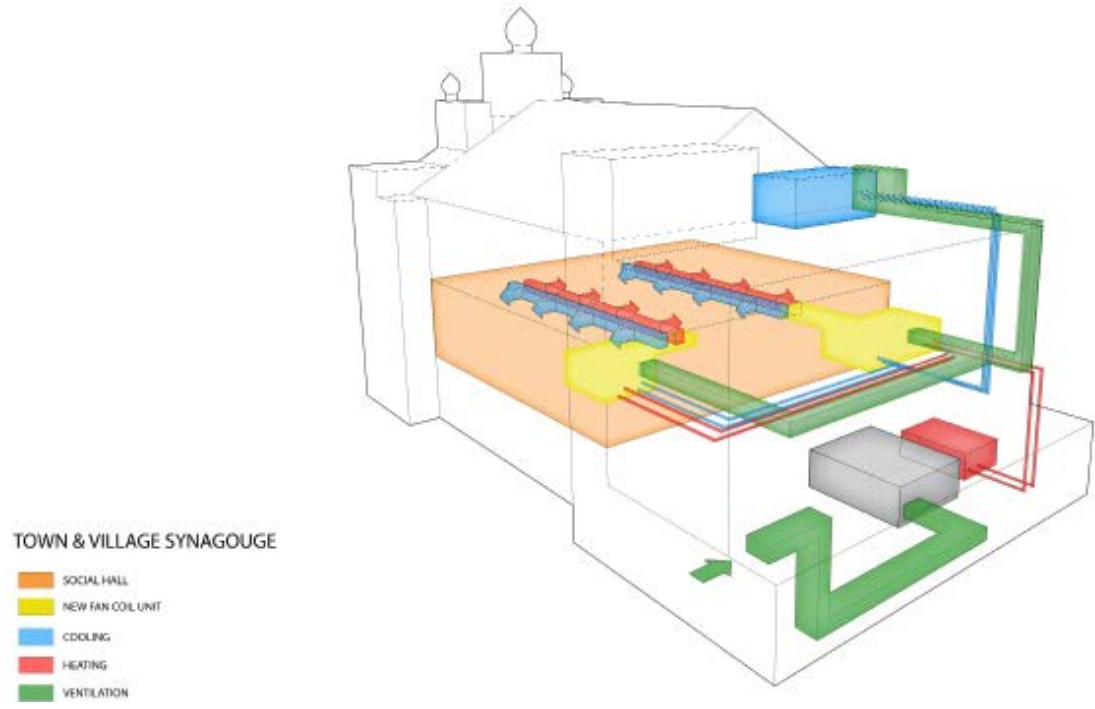 TOWN & VILLAGE SYNAGOUGE
SOCIAL HALL
NEW FAN COIL UNIT
COOLING
HEATING
VENTILATION